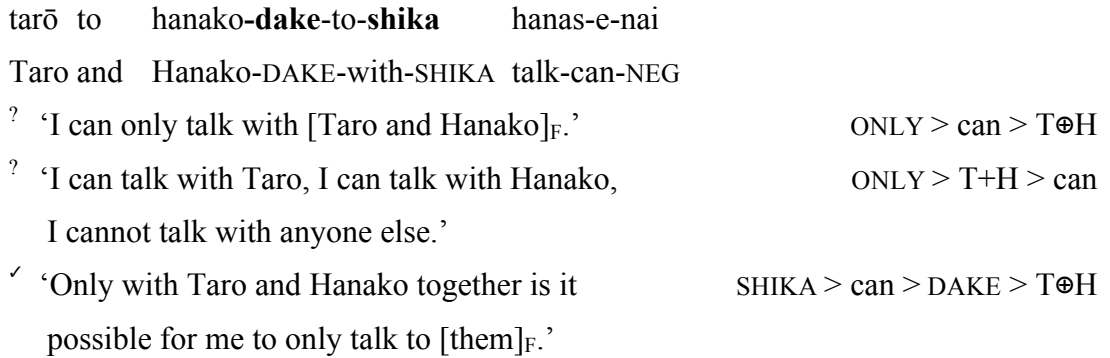 tarō to hanako-dake-to-shika hanas-e-nai
Taro and Hanako-DAKE-with-SHIKA talk-can-NEG
? ‘I can only talk with [Taro and Hanako]F.’ ONLY > can > T⊕H
? ‘I can talk with Taro, I can talk with Hanako, ONLY > T+H > can
I cannot talk with anyone else.’
✓ ‘Only with Taro and Hanako together is it SHIKA > can > DAKE > T⊕H
possible for me to only talk to [them]F.’